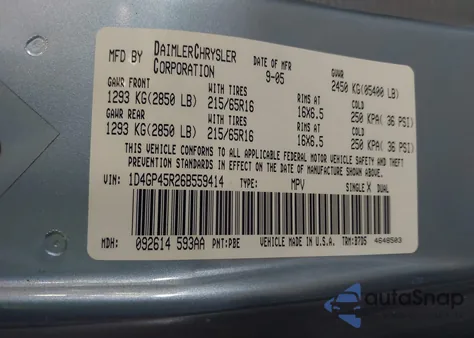 MFD BY DAIMLERCHRYSLER CORPORATION DATE OF MFR 9-05 GVWR 2450 KG(05400 LB)
GAWR FRONT WITH TIRES RIMS AT COLD
1293 KG(2850 LB) 215/65R16 16X6.5 250 KPA( 36 PSI)
GAWR REAR WITH TIRES RIMS AT COLD
1293 KG(2850 LB) 215/65R16 16X6.5 250 KPA( 36 PSI)
THIS VEHICLE CONFORMS TO ALL APPLICABLE FEDERAL MOTOR VEHICLE SAFETY AND THEFT
PREVENTION STANDARDS IN EFFECT ON THE DATE OF MANUFACTURE SHOWN ABOVE.
VIN: 1D4GP45R26B559414 TYPE: MPV SINGLE X DUAL
MDH: 092614 593AA PNT: PBE VEHICLE MADE IN U.S.A. TRM: 97D5 4648503
autoSnap